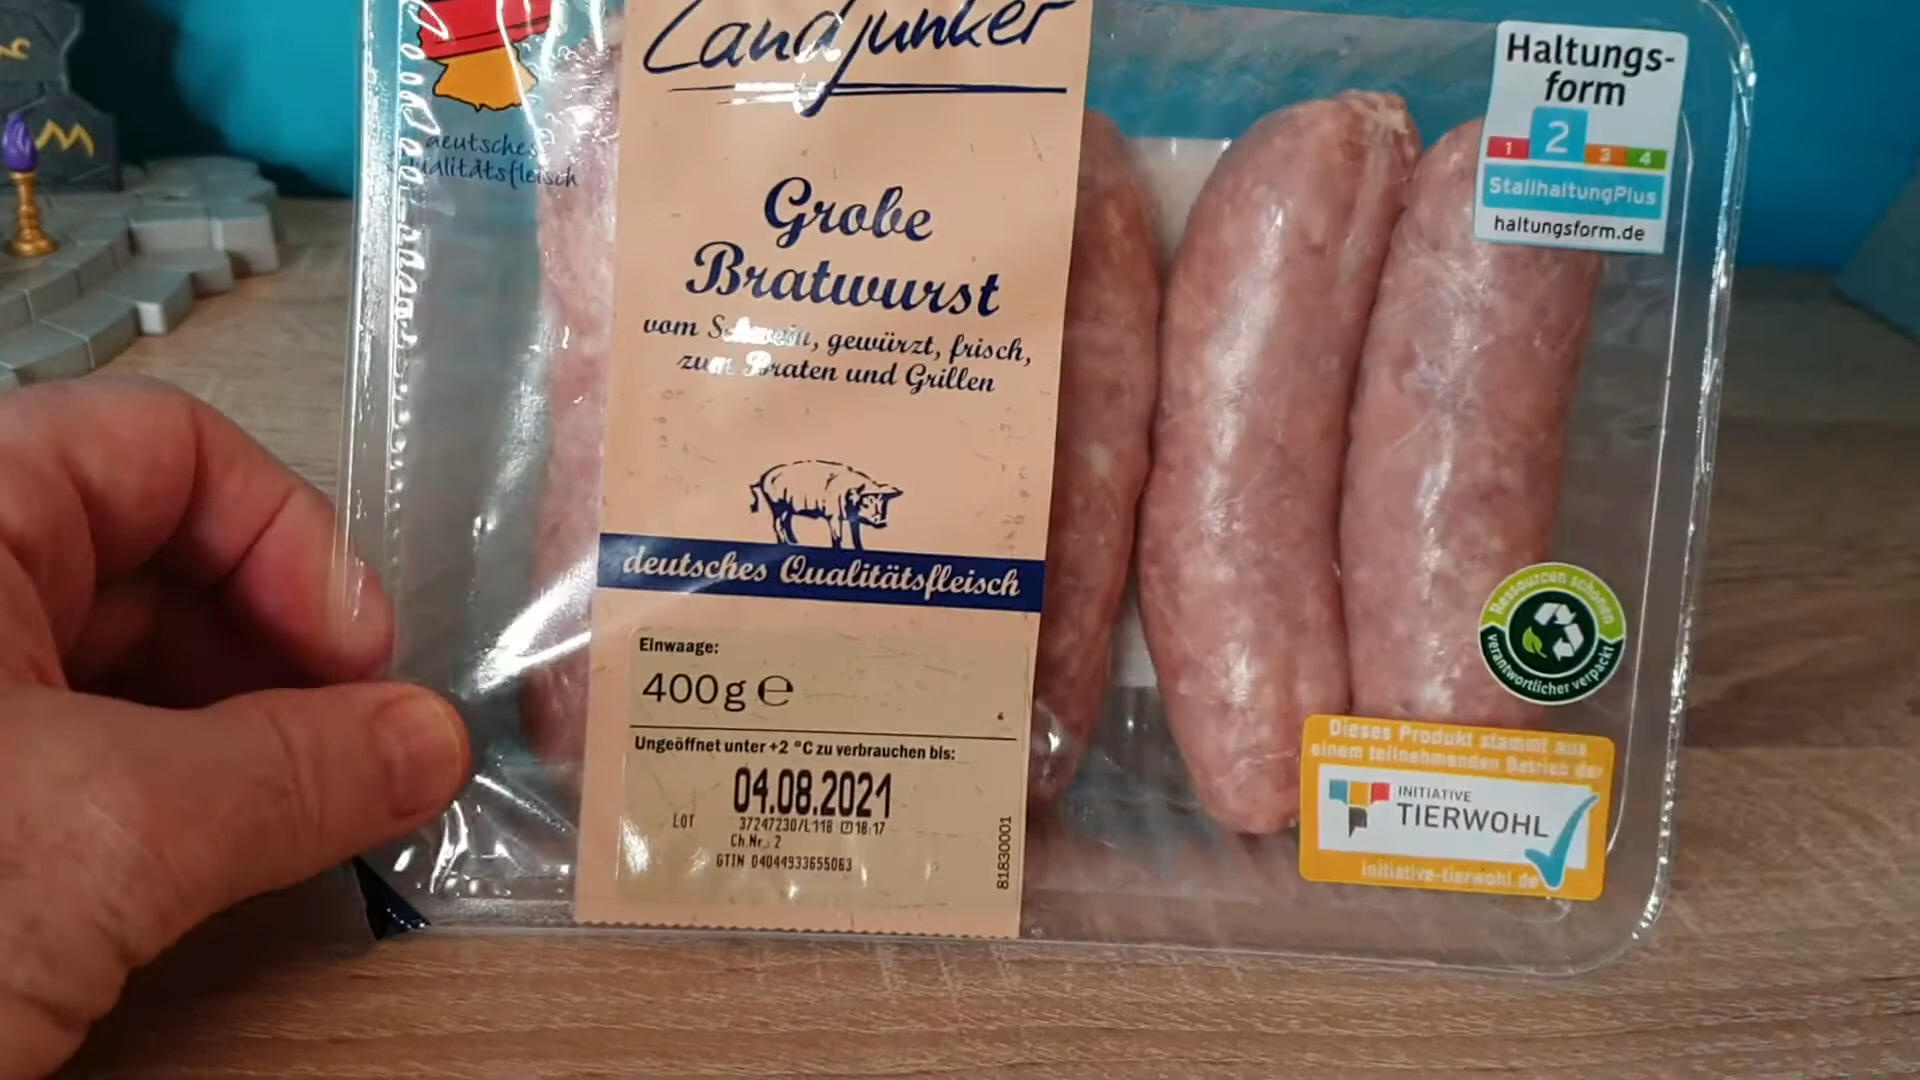 Landjunker
deutsches
Qualitätsfleisch
Grobe
Bratwurst
vom Schwein, gewürzt, frisch,
zum Braten und Grillen
deutsches Qualitätsfleisch
Einwaage:
400g ℮
Ungeöffnet unter +2 °C zu verbrauchen bis:
04.08.2021
LOT 37247230/L118 18:17
Ch.Nr.: 2
GTIN 04044933655063
81830001
Haltungs-
form
1 2 3 4
StallhaltungPlus
haltungsform.de
Ressourcen schonen
verantwortlicher verpackt
Dieses Produkt stammt aus
einem teilnehmenden Betrieb der
INITIATIVE
TIERWOHL
initiative-tierwohl.de